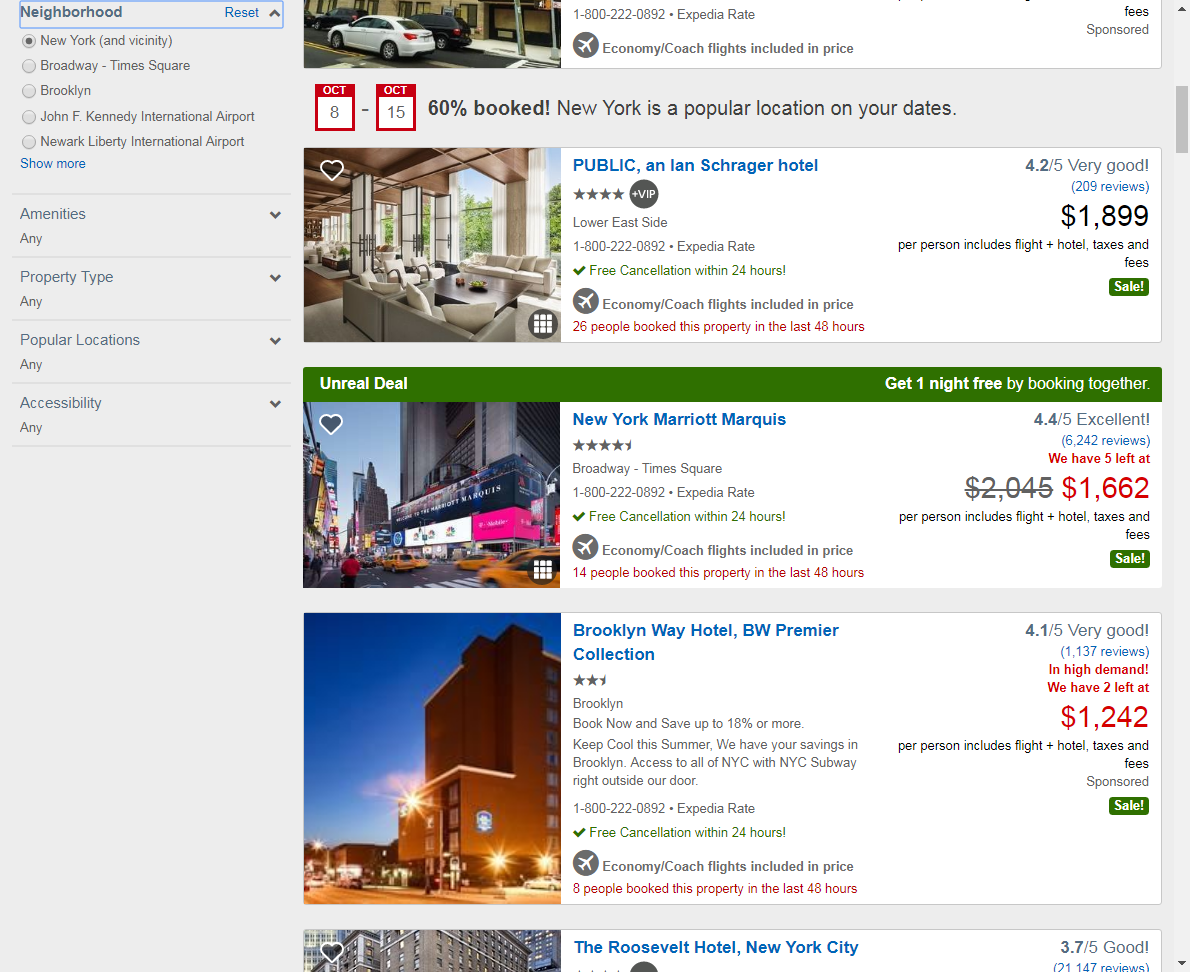 Neighborhood Reset
New York (and vicinity)
Broadway - Times Square
Brooklyn
John F. Kennedy International Airport
Newark Liberty International Airport
Show more
Amenities
Any
Property Type
Any
Popular Locations
Any
Accessibility
Any
1-800-222-0892 • Expedia Rate
Economy/Coach flights included in price
fees
Sponsored
OCT
8
-
OCT
15
60% booked! New York is a popular location on your dates.
PUBLIC, an Ian Schrager hotel
+VIP
Lower East Side
1-800-222-0892 • Expedia Rate
Free Cancellation within 24 hours!
Economy/Coach flights included in price
26 people booked this property in the last 48 hours
4.2/5 Very good!
(209 reviews)
$1,899
per person includes flight + hotel, taxes and
fees
Sale!
Unreal Deal
Get 1 night free by booking together.
WELCOME TO THE MARRIOTT MARQUIS
T-Mobile
New York Marriott Marquis
Broadway - Times Square
1-800-222-0892 • Expedia Rate
Free Cancellation within 24 hours!
Economy/Coach flights included in price
14 people booked this property in the last 48 hours
4.4/5 Excellent!
(6,242 reviews)
We have 5 left at
$2,045 $1,662
per person includes flight + hotel, taxes and
fees
Sale!
Brooklyn Way Hotel, BW Premier
Collection
Brooklyn
Book Now and Save up to 18% or more.
Keep Cool this Summer, We have your savings in
Brooklyn. Access to all of NYC with NYC Subway
right outside our door.
1-800-222-0892 • Expedia Rate
Free Cancellation within 24 hours!
Economy/Coach flights included in price
8 people booked this property in the last 48 hours
4.1/5 Very good!
(1,137 reviews)
In high demand!
We have 2 left at
$1,242
per person includes flight + hotel, taxes and
fees
Sponsored
Sale!
The Roosevelt Hotel, New York City
3.7/5 Good!
(21,147 reviews)